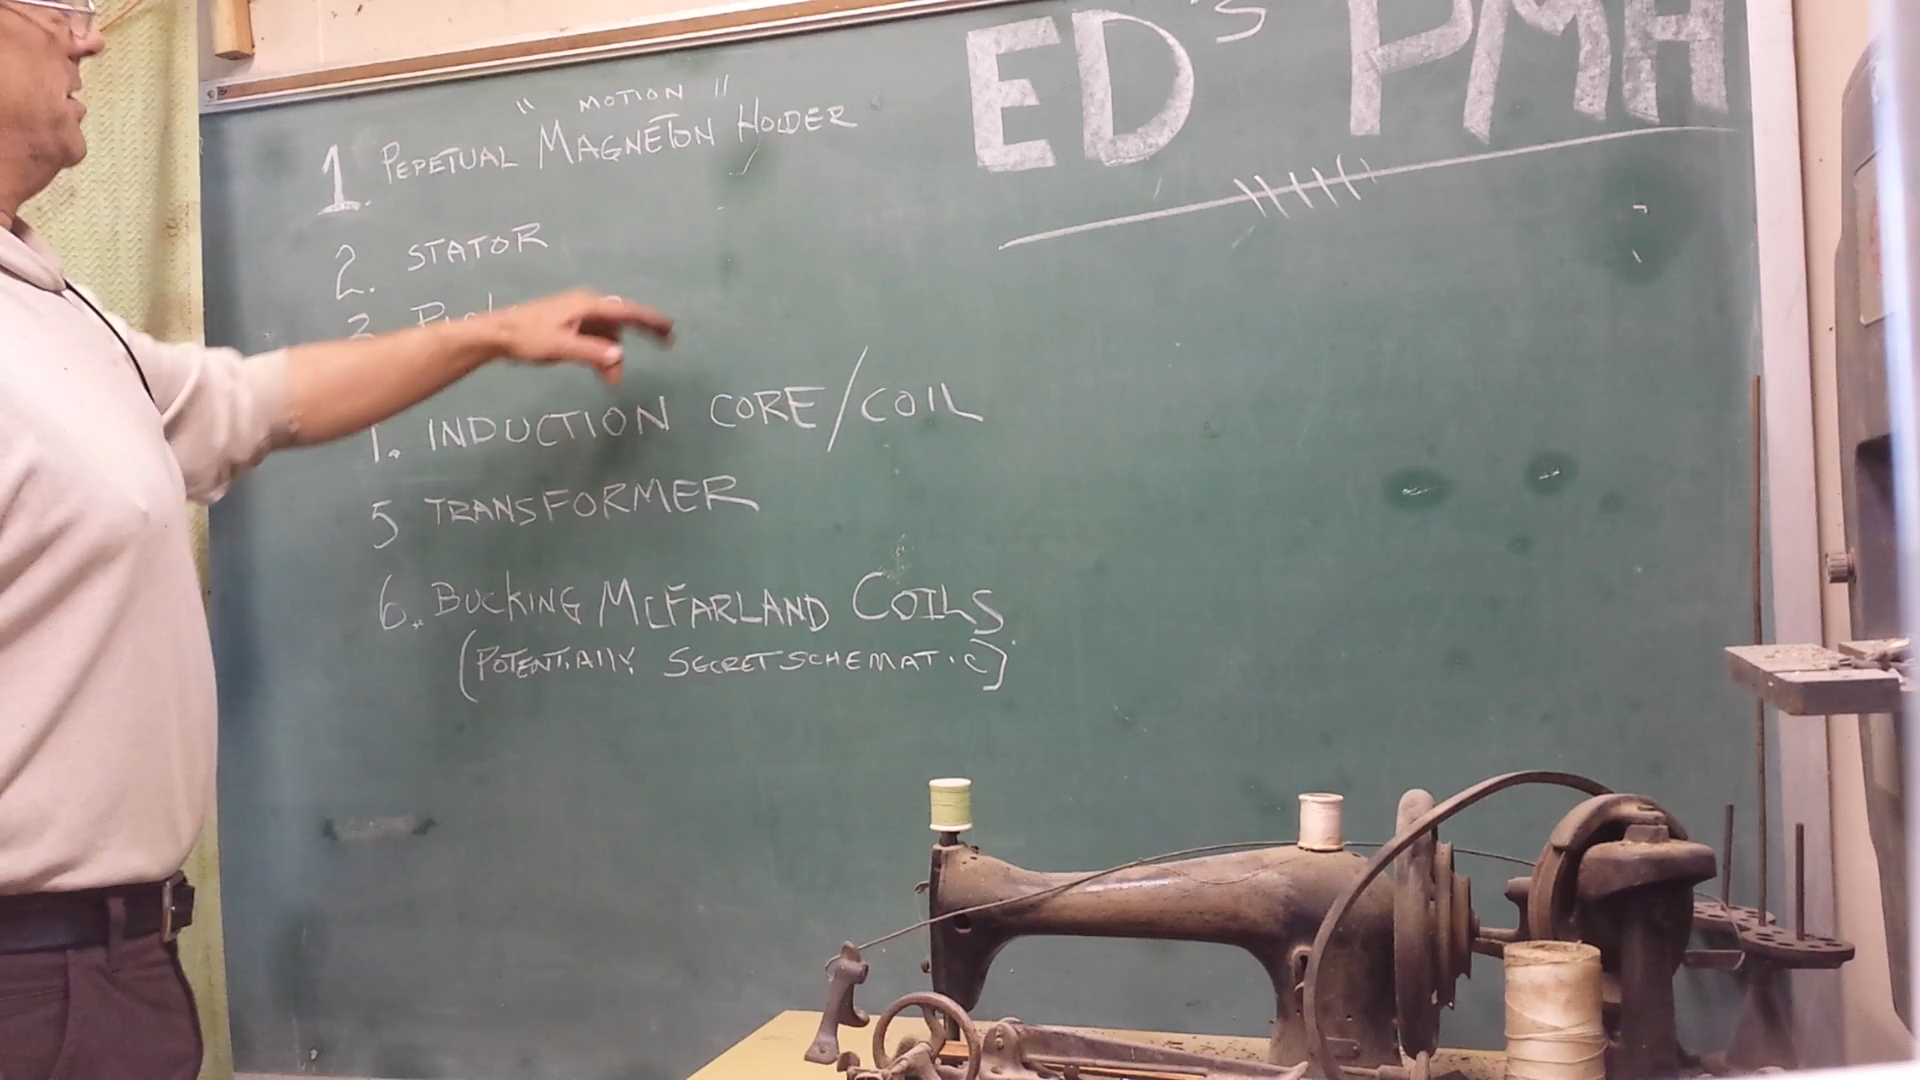 ED's PMH
" MOTION "
1. PEPETUAL MAGNETON HOLDER
2. STATOR
3
1. INDUCTION CORE/COIL
5 TRANSFORMER
6. BUCKING McFARLAND COILS
(POTENTIALLY SECRET SCHEMATIC)